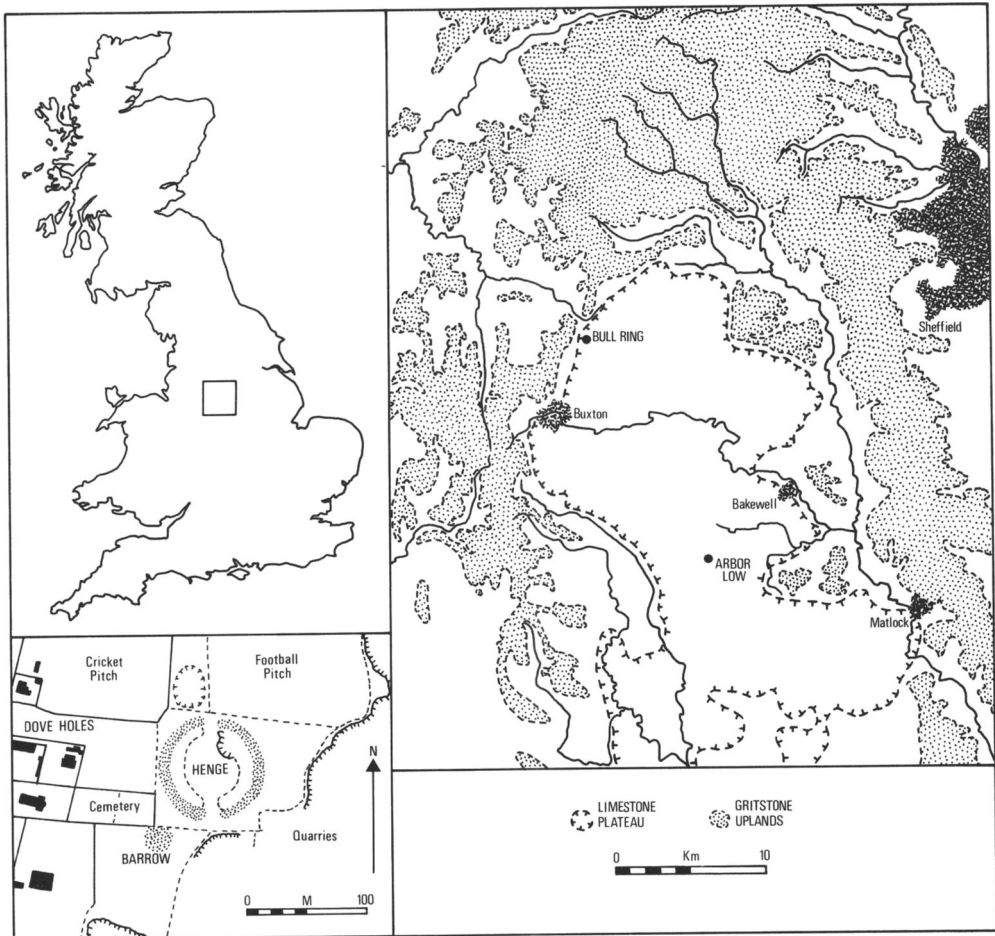 BULL RING
Sheffield
Buxton
Bakewell
ARBOR
LOW
Matlock
Cricket
Pitch
Football
Pitch
DOVE HOLES
HENGE
N
Cemetery
BARROW
Quarries
0 M 100
LIMESTONE
PLATEAU
GRITSTONE
UPLANDS
0 Km 10